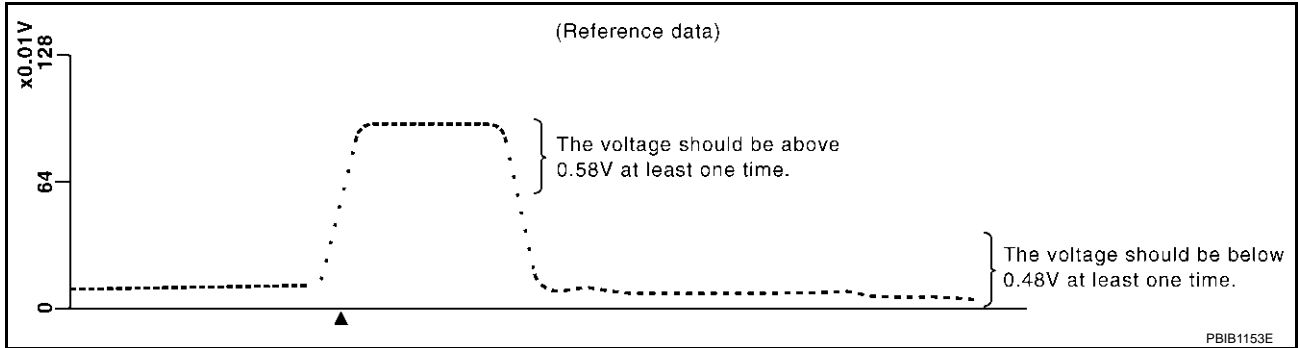 (Reference data)
x0.01V
128
64
0
The voltage should be above
0.58V at least one time.
The voltage should be below
0.48V at least one time.
PBIB1153E